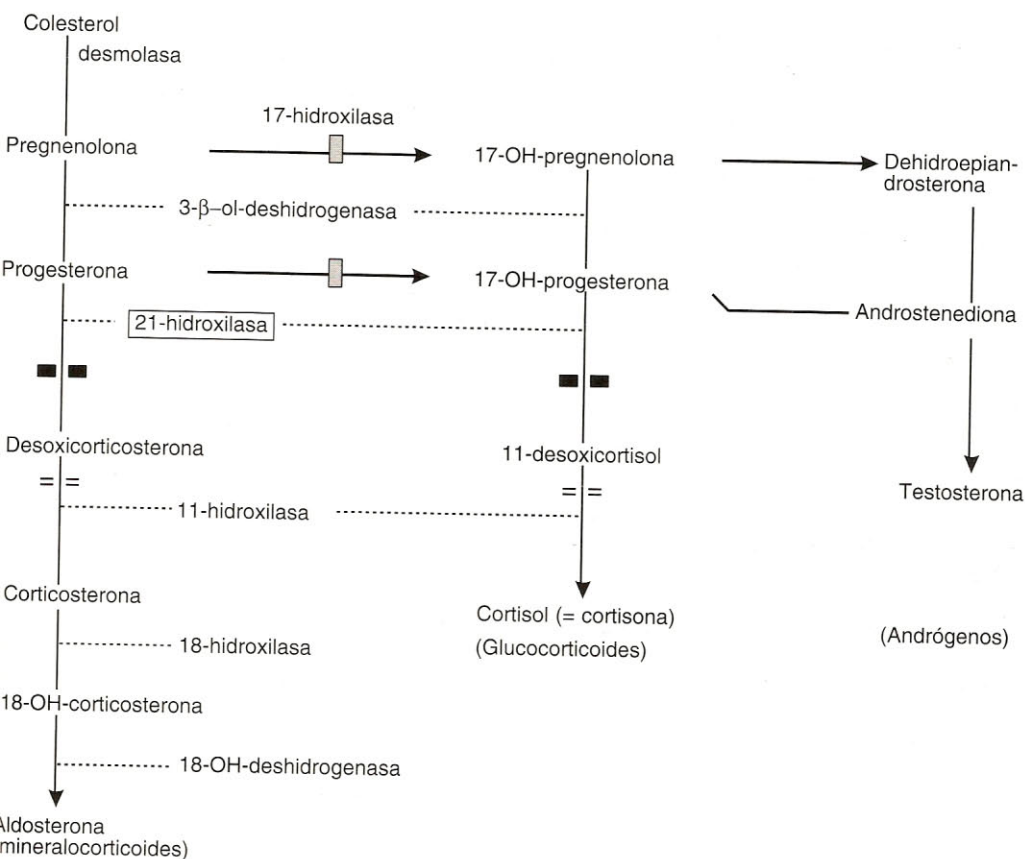 Colesterol
desmolasa
17-hidroxilasa
Pregnenolona
17-OH-pregnenolona
Dehidroepian-
drosterona
3-β–ol-deshidrogenasa
Progesterona
17-OH-progesterona
Androstenediona
21-hidroxilasa
Desoxicorticosterona
11-desoxicortisol
= =
= =
Testosterona
11-hidroxilasa
Corticosterona
Cortisol (= cortisona)
(Glucocorticoides)
(Andrógenos)
18-hidroxilasa
18-OH-corticosterona
18-OH-deshidrogenasa
Aldosterona
mineralocorticoides)